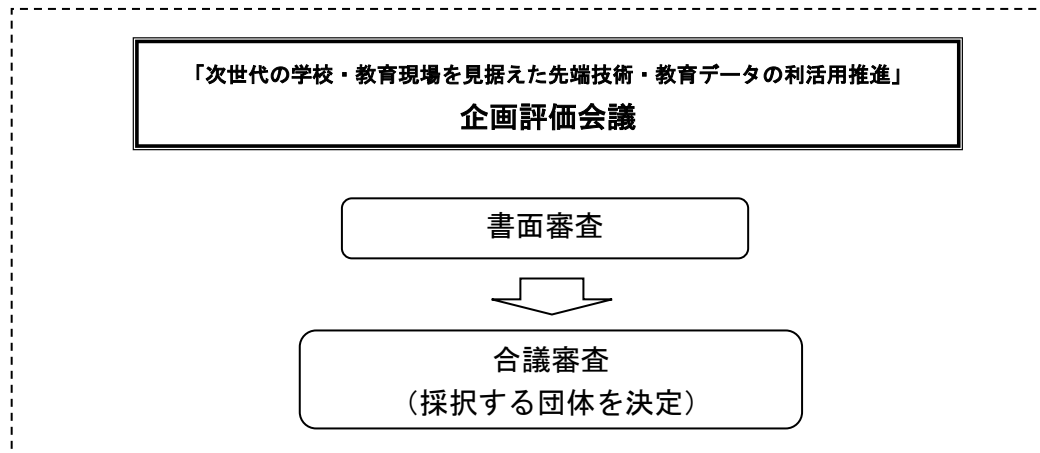 「次世代の学校・教育現場を見据えた先端技術・教育データの利活用推進」
企画評価会議
書面審査
合議審査
（採択する団体を決定）